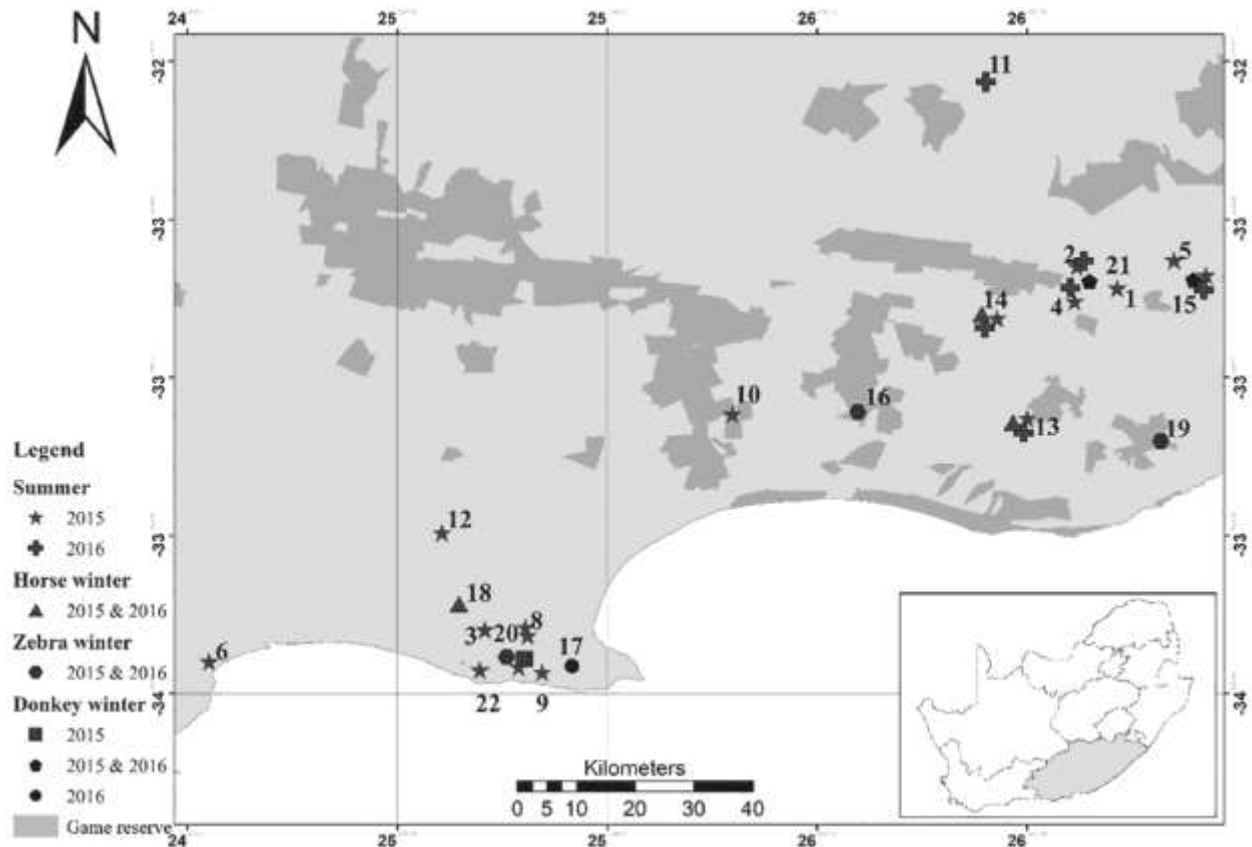 N
24 25 25 26 26
-32 -32
11
-33 -33
2 21 5
4 1 15
14
-33 -33
10 16
13 19
Legend
Summer
2015
2016
Horse winter
2015 & 2016
Zebra winter
2015 & 2016
Donkey winter
2015
2015 & 2016
2016
Game reserve
-33 -33
12
18
3 20 8
6 17
22 9
-34 -34
Kilometers
0 5 10 20 30 40
24 25 25 26 26